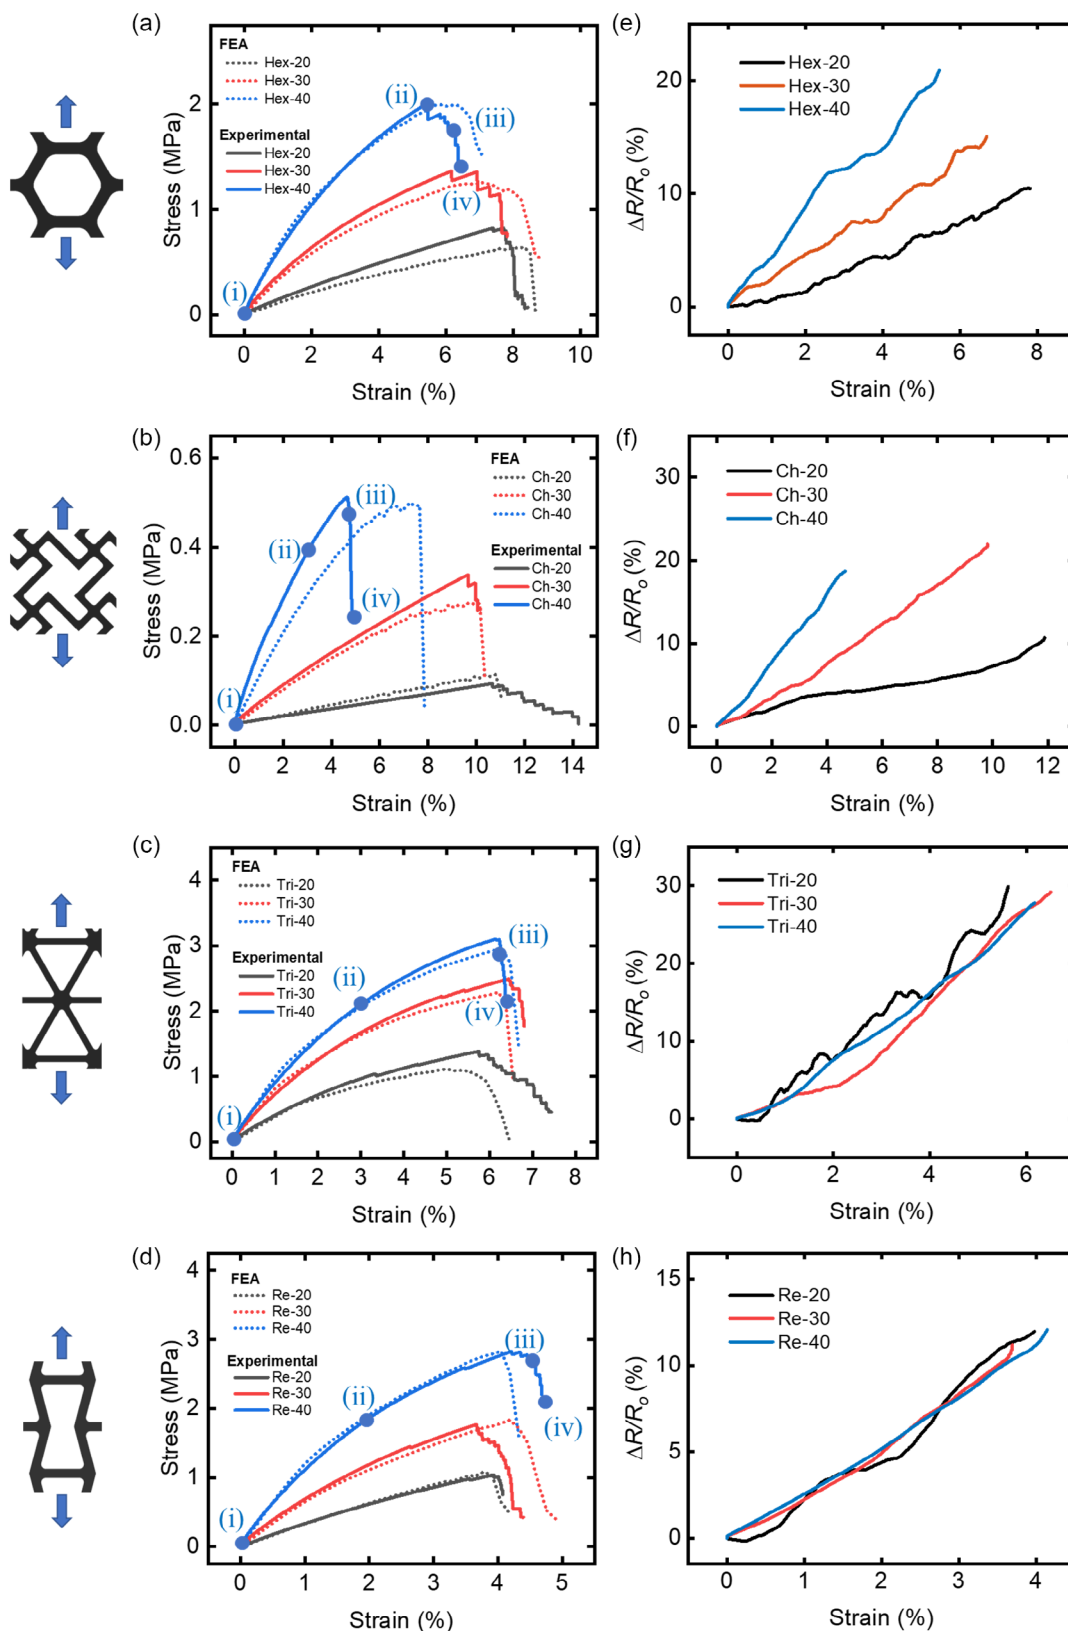 (a)
FEA
Hex-20
Hex-30
Hex-40
Experimental
Hex-20
Hex-30
Hex-40
(i)
(ii)
(iii)
(iv)
Stress (MPa)
2
1
0
0 2 4 6 8 10
Strain (%)
(e)
Hex-20
Hex-30
Hex-40
ΔR/Ro (%)
20
10
0
0 2 4 6 8
Strain (%)
(b)
FEA
Ch-20
Ch-30
Ch-40
Experimental
Ch-20
Ch-30
Ch-40
(i)
(ii)
(iii)
(iv)
Stress (MPa)
0.6
0.4
0.2
0.0
0 2 4 6 8 10 12 14
Strain (%)
(f)
Ch-20
Ch-30
Ch-40
ΔR/Ro (%)
30
20
10
0
0 2 4 6 8 10 12
Strain (%)
(c)
FEA
Tri-20
Tri-30
Tri-40
Experimental
Tri-20
Tri-30
Tri-40
(i)
(ii)
(iii)
(iv)
Stress (MPa)
4
3
2
1
0
0 1 2 3 4 5 6 7 8
Strain (%)
(g)
Tri-20
Tri-30
Tri-40
ΔR/Ro (%)
30
20
10
0
0 2 4 6
Strain (%)
(d)
FEA
Re-20
Re-30
Re-40
Experimental
Re-20
Re-30
Re-40
(i)
(ii)
(iii)
(iv)
Stress (MPa)
4
3
2
1
0
0 1 2 3 4 5
Strain (%)
(h)
Re-20
Re-30
Re-40
ΔR/Ro (%)
15
10
5
0
0 1 2 3 4
Strain (%)